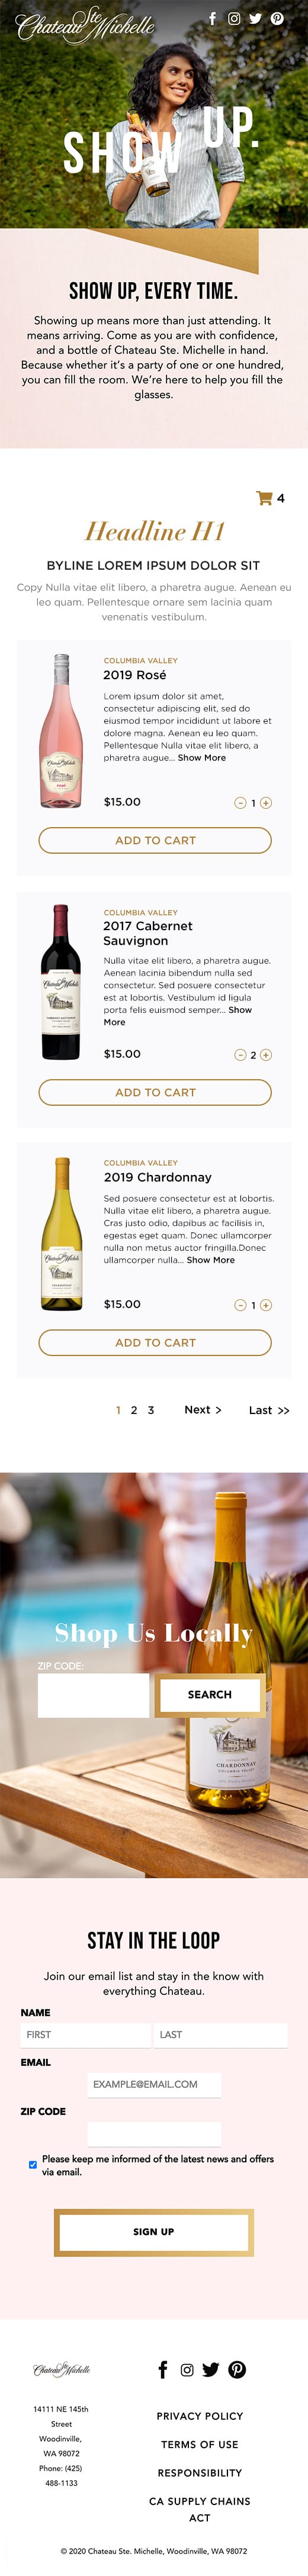 Chateau Ste Michelle
SHOW UP.
SHOW UP, EVERY TIME.
Showing up means more than just attending. It
means arriving. Come as you are with confidence,
and a bottle of Chateau Ste. Michelle in hand.
Because whether it's a party of one or one hundred,
you can fill the room. We're here to help you fill the
glasses.
4
Headline H1
BYLINE LOREM IPSUM DOLOR SIT
Copy Nulla vitae elit libero, a pharetra augue. Aenean eu
leo quam. Pellentesque ornare sem lacinia quam
venenatis vestibulum.
COLUMBIA VALLEY
2019 Rosé
Lorem ipsum dolor sit amet,
consectetur adipiscing elit, sed do
eiusmod tempor incididunt ut labore et
dolore magna. Aenean eu leo quam.
Pellentesque Nulla vitae elit libero, a
pharetra augue... Show More
$15.00
- 1 +
ADD TO CART
COLUMBIA VALLEY
2017 Cabernet
Sauvignon
Nulla vitae elit libero, a pharetra augue.
Aenean lacinia bibendum nulla sed
consectetur. Sed posuere consectetur
est at lobortis. Vestibulum id ligula
porta felis euismod semper... Show
More
$15.00
- 2 +
ADD TO CART
COLUMBIA VALLEY
2019 Chardonnay
Sed posuere consectetur est at lobortis.
Nulla vitae elit libero, a pharetra augue.
Cras justo odio, dapibus ac facilisis in,
egestas eget quam. Donec ullamcorper
nulla non metus auctor fringilla.Donec
ullamcorper nulla... Show More
$15.00
- 1 +
ADD TO CART
1 2 3 Next > Last >>
Shop Us Locally
ZIP CODE:
SEARCH
CHARDONNAY
COLUMBIA VALLEY
STAY IN THE LOOP
Join our email list and stay in the know with
everything Chateau.
NAME
FIRST LAST
EMAIL
EXAMPLE@EMAIL.COM
ZIP CODE
Please keep me informed of the latest news and offers
via email.
SIGN UP
Chateau Ste Michelle
14111 NE 145th
Street
Woodinville,
WA 98072
Phone: (425)
488-1133
PRIVACY POLICY
TERMS OF USE
RESPONSIBILITY
CA SUPPLY CHAINS
ACT
© 2020 Chateau Ste. Michelle, Woodinville, WA 98072